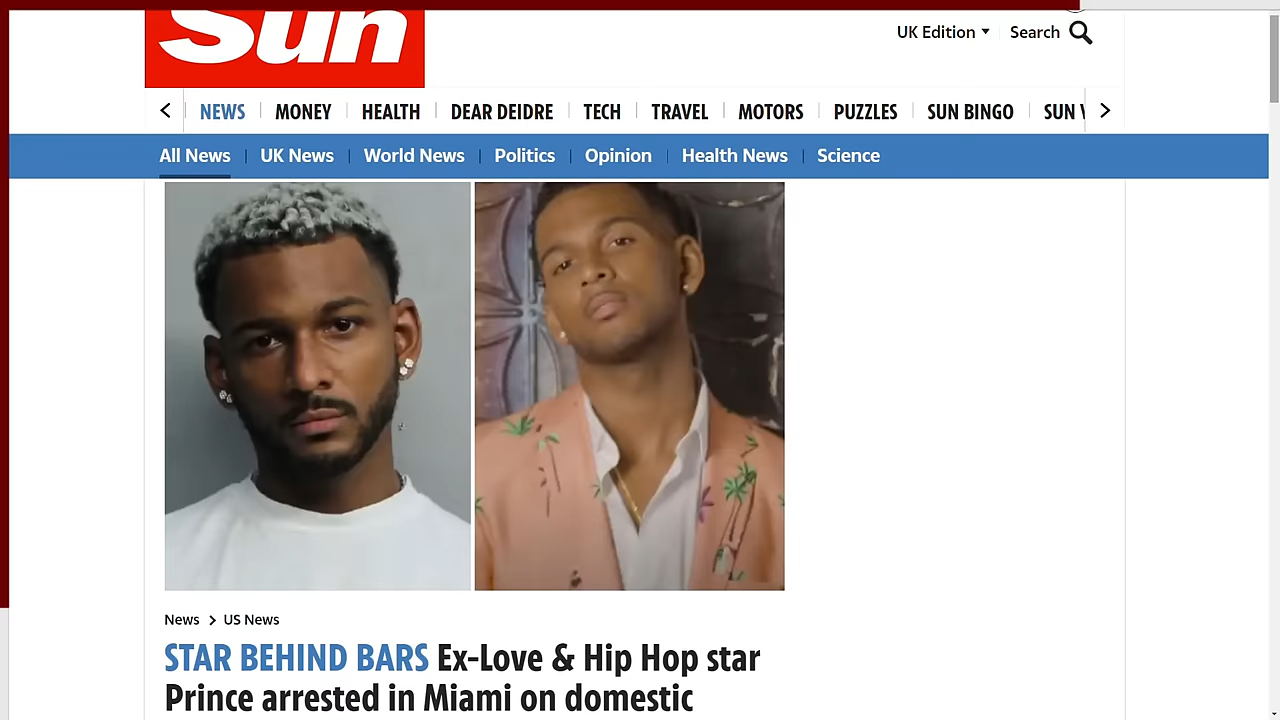 Sun
UK Edition Search
NEWS MONEY HEALTH DEAR DEIDRE TECH TRAVEL MOTORS PUZZLES SUN BINGO SUN
All News UK News World News Politics Opinion Health News Science
News > US News
STAR BEHIND BARS Ex-Love & Hip Hop star
Prince arrested in Miami on domestic